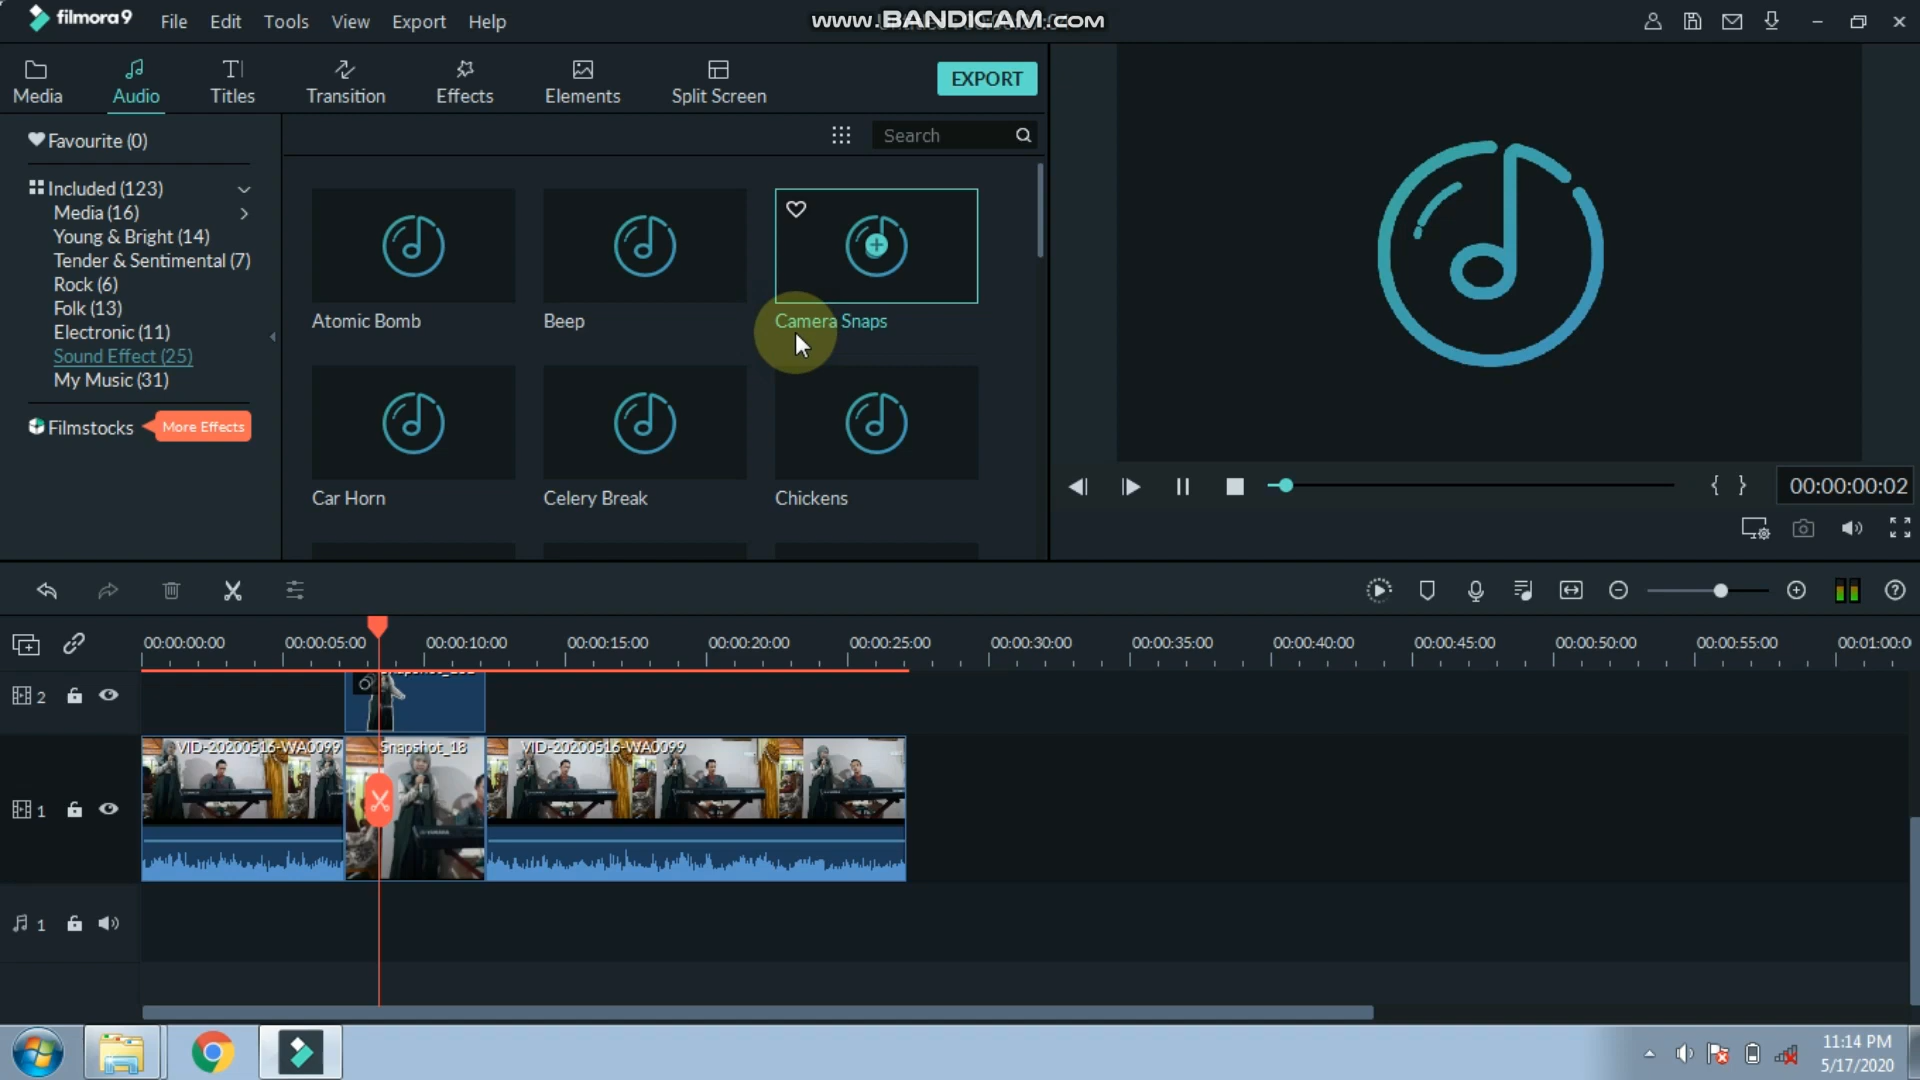 filmora9
File Edit Tools View Export Help
www.BANDICAM.com
Media
Audio
Titles
Transition
Effects
Elements
Split Screen
EXPORT
Favourite (0)
Included (123)
Media (16)
Young & Bright (14)
Tender & Sentimental (7)
Rock (6)
Folk (13)
Electronic (11)
Sound Effect (25)
My Music (31)
Filmstocks
More Effects
Search
Atomic Bomb
Beep
Camera Snaps
Car Horn
Celery Break
Chickens
00:00:00:02
00:00:00:00
00:00:05:00
00:00:10:00
00:00:15:00
00:00:20:00
00:00:25:00
00:00:30:00
00:00:35:00
00:00:40:00
00:00:45:00
00:00:50:00
00:00:55:00
00:01:00:0
2
VID-20200516-WA0099
Snapshot_18
VID-20200516-WA0099
YAMAHA
1
1
11:14 PM
5/17/2020